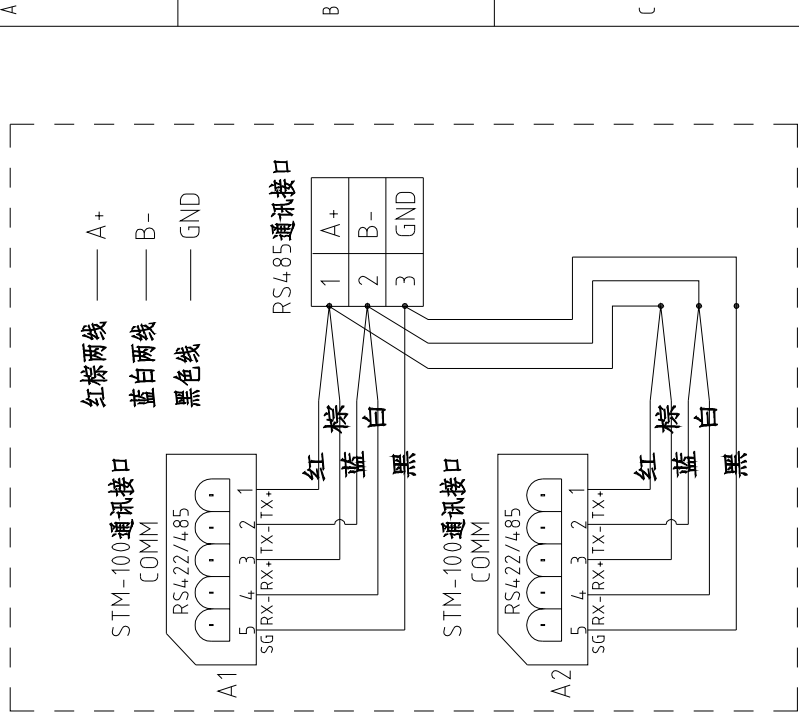 A
B
C
红棕两线 A+
蓝白两线 B-
黑色线 GND
RS485通讯接口
1 A+
2 B-
3 GND
STM-100通讯接口
COMM
RS422/485
1 TX+
2 TX-
3 RX+
4 RX-
5 SG
A1
红
棕
蓝
白
黑
STM-100通讯接口
COMM
RS422/485
1 TX+
2 TX-
3 RX+
4 RX-
5 SG
A2
红
棕
蓝
白
黑